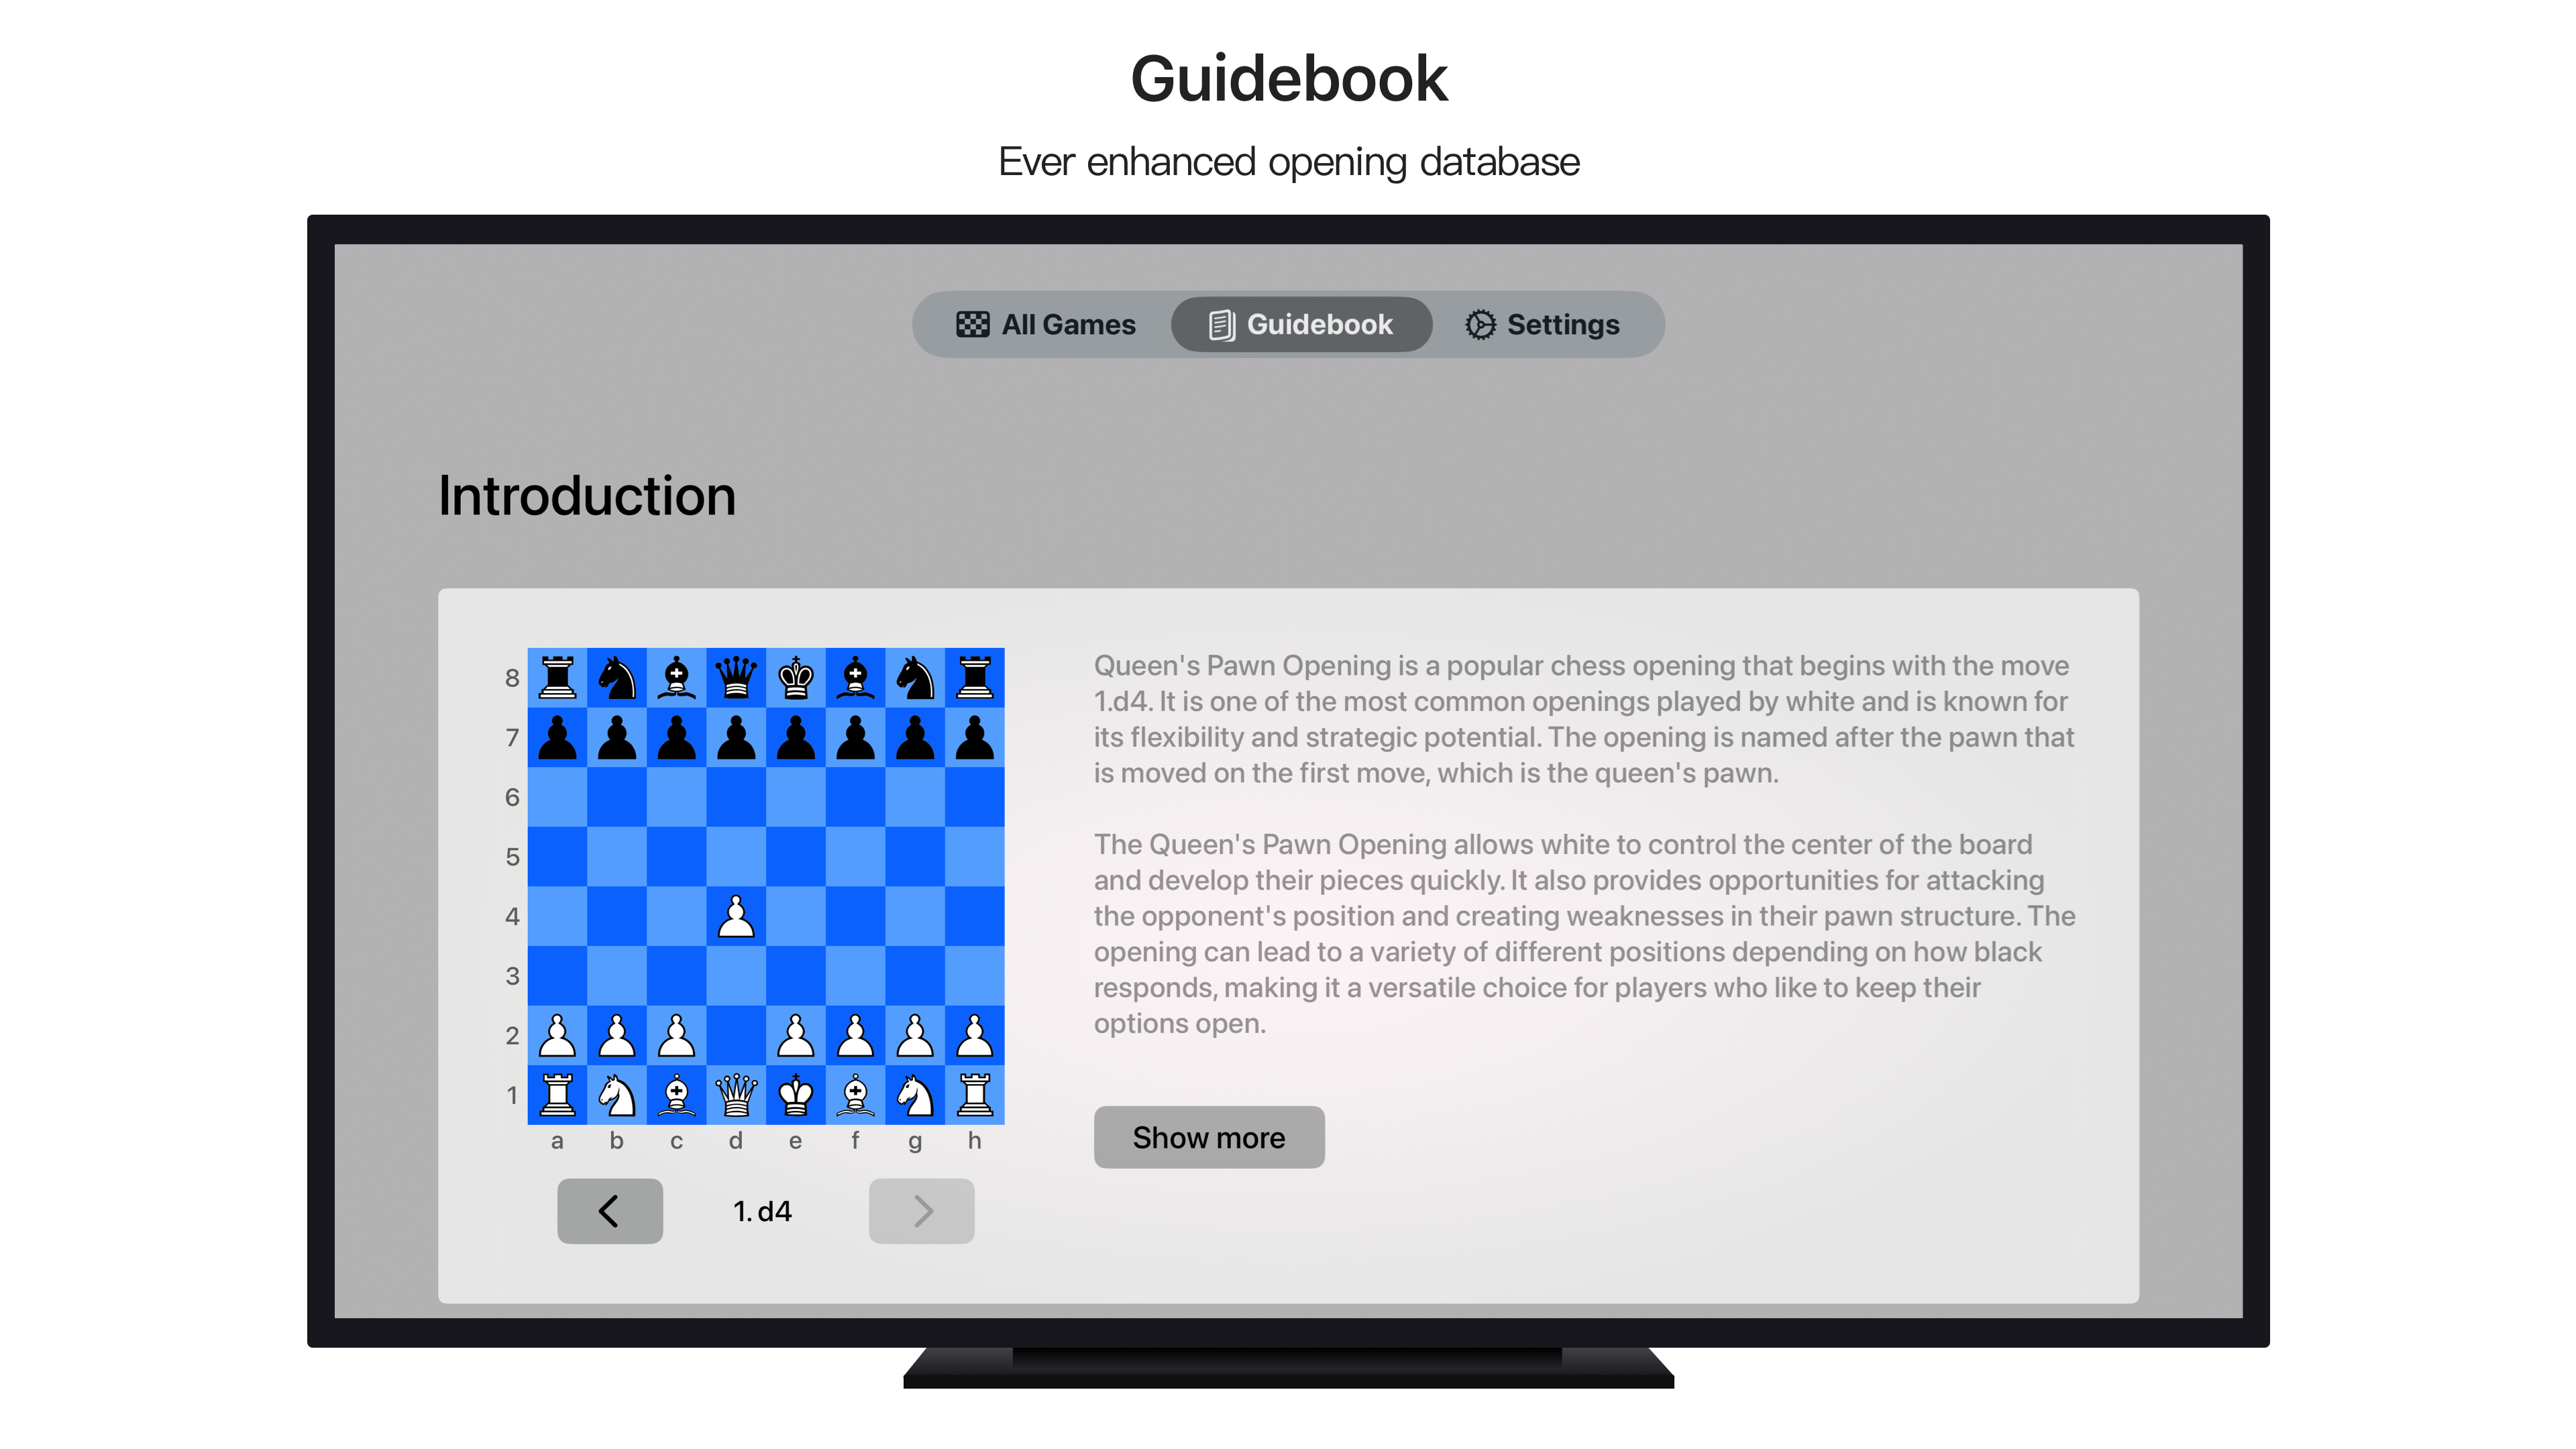 Guidebook
Ever enhanced opening database
All Games
Guidebook
Settings
Introduction
8
7
6
5
4
3
2
1
a b c d e f g h
1. d4
Queen's Pawn Opening is a popular chess opening that begins with the move
1.d4. It is one of the most common openings played by white and is known for
its flexibility and strategic potential. The opening is named after the pawn that
is moved on the first move, which is the queen's pawn.
The Queen's Pawn Opening allows white to control the center of the board
and develop their pieces quickly. It also provides opportunities for attacking
the opponent's position and creating weaknesses in their pawn structure. The
opening can lead to a variety of different positions depending on how black
responds, making it a versatile choice for players who like to keep their
options open.
Show more